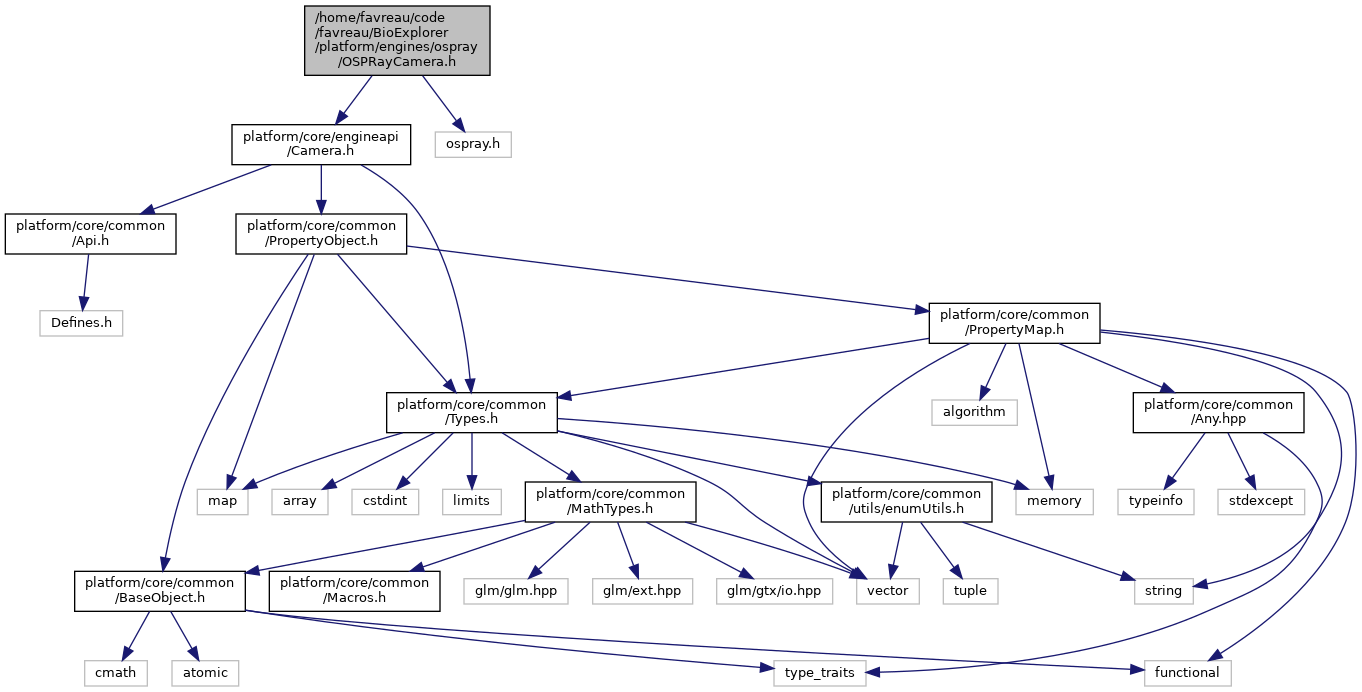 /home/favreau/code
/favreau/BioExplorer
/platform/engines/ospray
/OSPRayCamera.h
platform/core/engineapi
/Camera.h
ospray.h
platform/core/common
/Api.h
platform/core/common
/PropertyObject.h
Defines.h
platform/core/common
/PropertyMap.h
platform/core/common
/Types.h
algorithm
platform/core/common
/Any.hpp
map
array
cstdint
limits
platform/core/common
/MathTypes.h
platform/core/common
/utils/enumUtils.h
memory
typeinfo
stdexcept
platform/core/common
/BaseObject.h
platform/core/common
/Macros.h
glm/glm.hpp
glm/ext.hpp
glm/gtx/io.hpp
vector
tuple
string
cmath
atomic
type_traits
functional